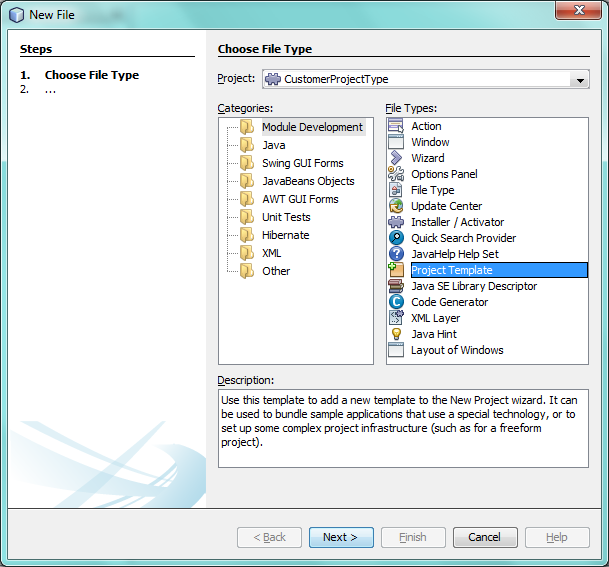 New File
Steps
1. Choose File Type
2. ...
Choose File Type
Project: CustomerProjectType
Categories:
Module Development
Java
Swing GUI Forms
JavaBeans Objects
AWT GUI Forms
Unit Tests
Hibernate
XML
Other
File Types:
Action
Window
Wizard
Options Panel
File Type
Update Center
Installer / Activator
Quick Search Provider
JavaHelp Help Set
Project Template
Java SE Library Descriptor
Code Generator
XML Layer
Java Hint
Layout of Windows
Description:
Use this template to add a new template to the New Project wizard. It can
be used to bundle sample applications that use a special technology, or to
set up some complex project infrastructure (such as for a freeform
project).
< Back
Next >
Finish
Cancel
Help